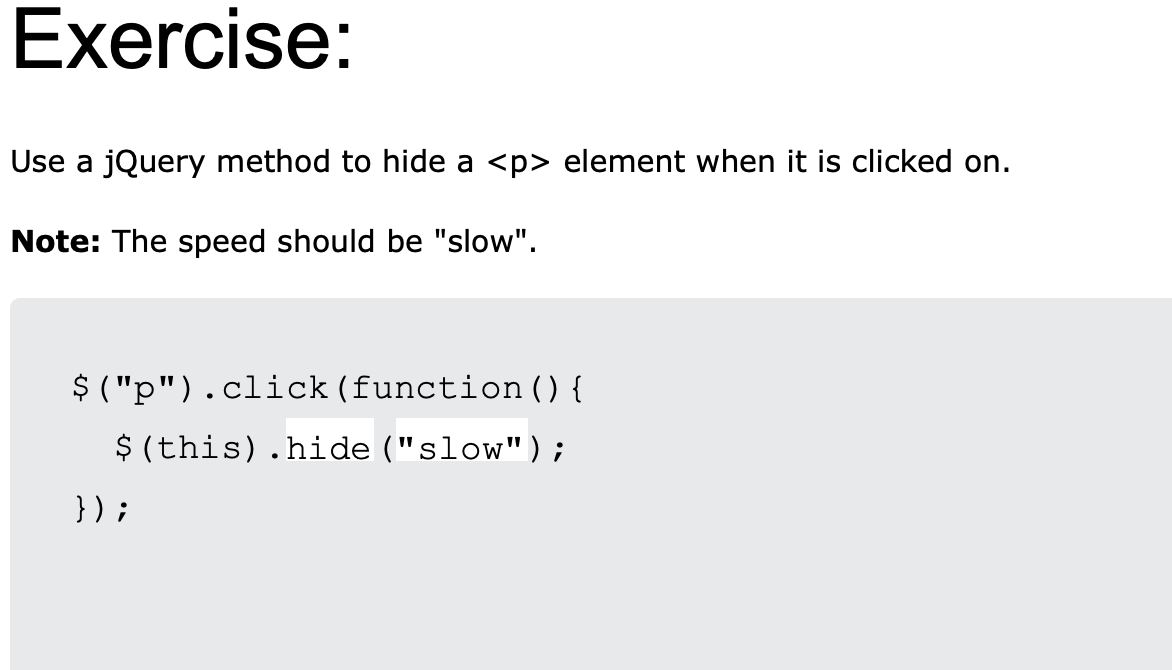 Exercise:
Use a jQuery method to hide a <p> element when it is clicked on.
Note: The speed should be "slow".
$("p").click(function(){
  $(this).hide("slow");
});